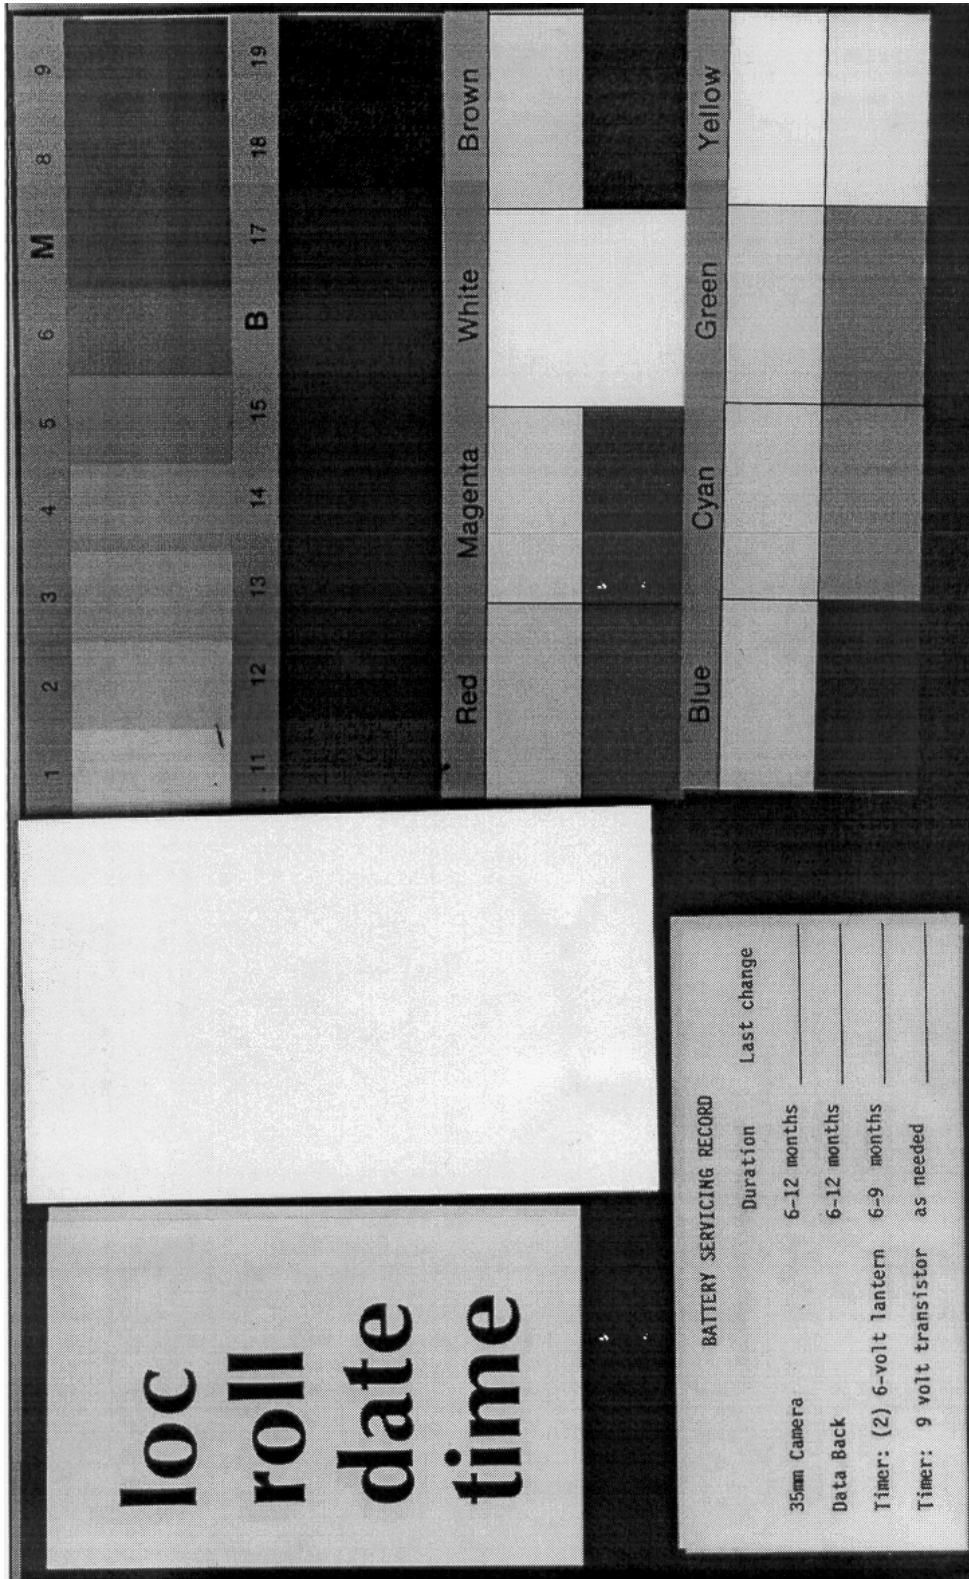 1 2 3 4 5 6 M 8 9
11 12 13 14 15 B 17 18 19
Red Magenta White Brown
Blue Cyan Green Yellow
loc
roll
date
time
BATTERY SERVICING RECORD
Duration Last change
35mm Camera 6-12 months
Data Back 6-12 months
Timer: (2) 6-volt lantern 6-9 months
Timer: 9 volt transistor as needed